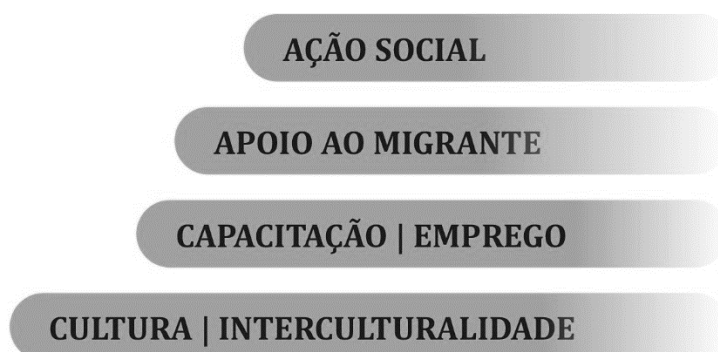 AÇÃO SOCIAL
APOIO AO MIGRANTE
CAPACITAÇÃO | EMPREGO
CULTURA | INTERCULTURALIDADE